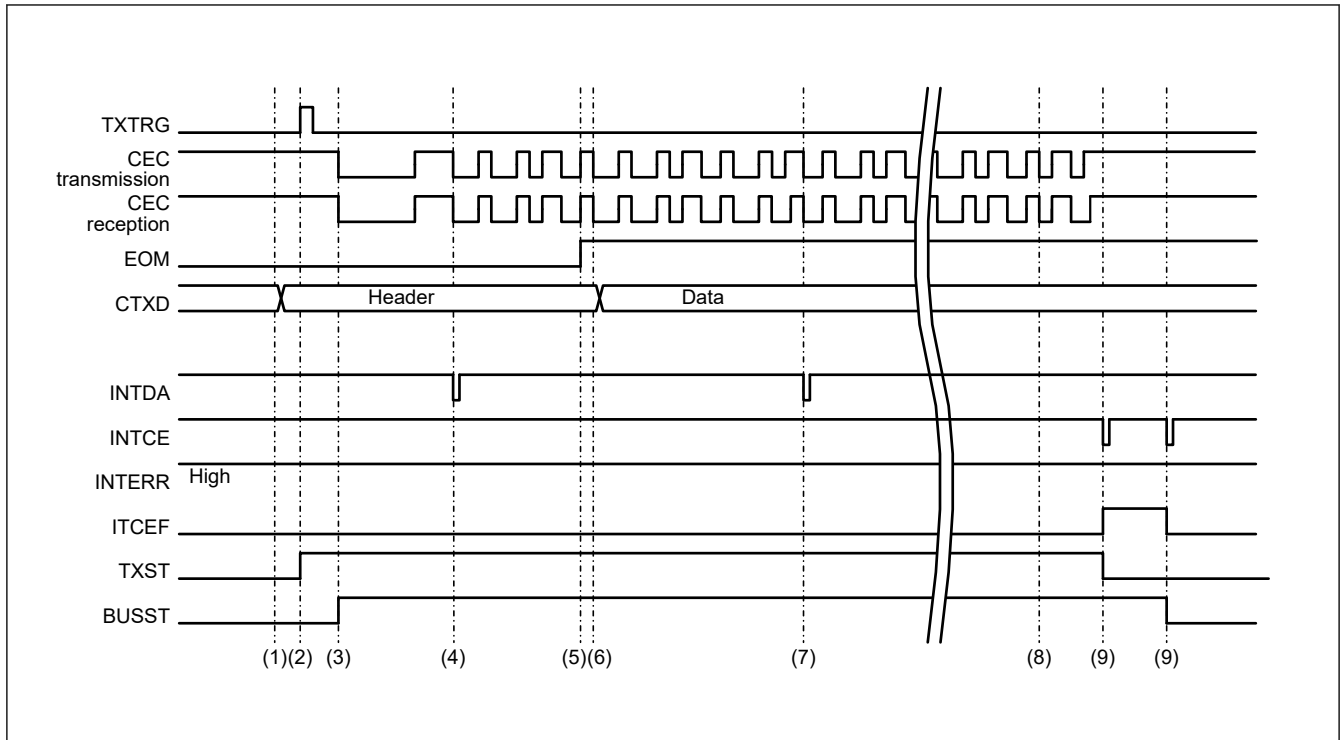 TXTRG
CEC
transmission
CEC
reception
EOM
CTXD
Header
Data
INTDA
INTCE
INTERR
High
ITCEF
TXST
BUSST
(1)(2) (3) (4) (5)(6) (7) (8) (9) (9)